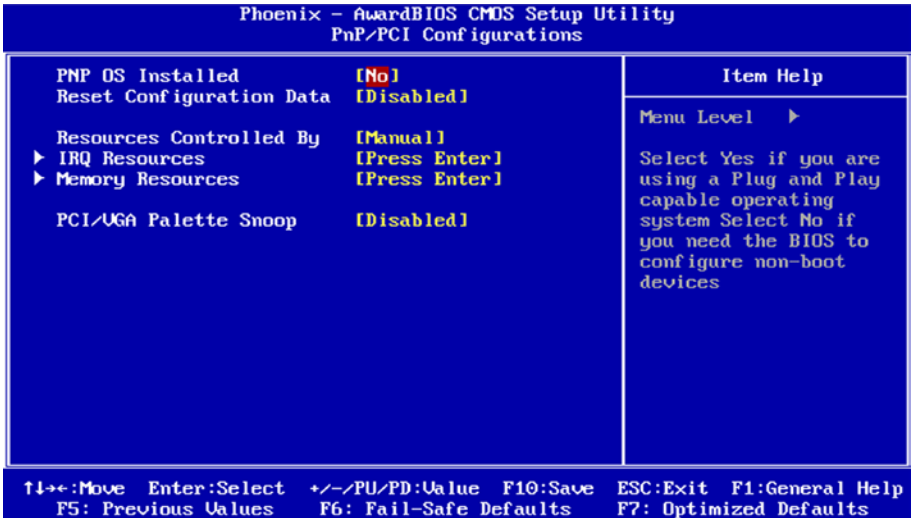 Phoenix - AwardBIOS CMOS Setup Utility
PnP/PCI Configurations
PNP OS Installed [No]
Reset Configuration Data [Disabled]
Resources Controlled By [Manual]
▶ IRQ Resources [Press Enter]
▶ Memory Resources [Press Enter]
PCI/VGA Palette Snoop [Disabled]
Item Help
Menu Level ▶
Select Yes if you are
using a Plug and Play
capable operating
system Select No if
you need the BIOS to
configure non-boot
devices
↑↓→←:Move Enter:Select +/-/PU/PD:Value F10:Save ESC:Exit F1:General Help
F5: Previous Values F6: Fail-Safe Defaults F7: Optimized Defaults